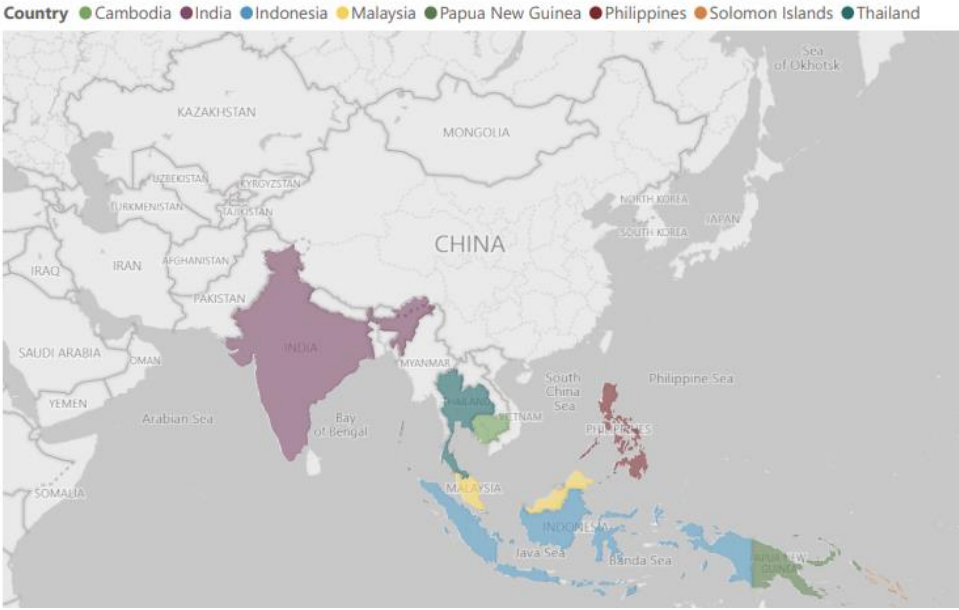 Country Cambodia India Indonesia Malaysia Papua New Guinea Philippines Solomon Islands Thailand
Sea
of Okhotsk
KAZAKHSTAN
MONGOLIA
UZBEKISTAN
KYRGYZSTAN
NORTH KOREA
TURKMENISTAN
TAJIKISTAN
JAPAN
SOUTH KOREA
CHINA
IRAQ
IRAN
AFGHANISTAN
PAKISTAN
INDIA
SAUDI ARABIA
OMAN
MYANMAR
South
China
Sea
Philippine Sea
YEMEN
THAILAND
Arabian Sea
Bay
of Bengal
VIETNAM
PHILIPPINES
SOMALIA
MALAYSIA
INDONESIA
Java Sea
Banda Sea
PAPUA NEW
GUINEA